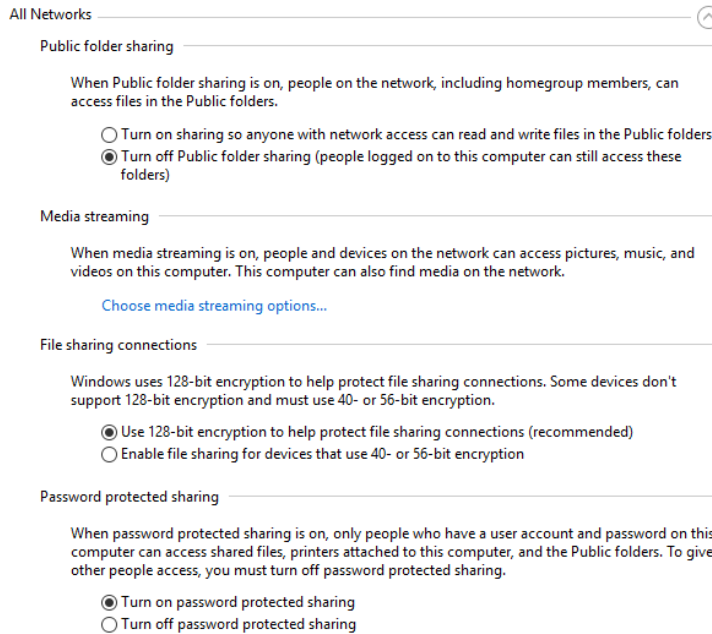 All Networks
Public folder sharing
When Public folder sharing is on, people on the network, including homegroup members, can
access files in the Public folders.
Turn on sharing so anyone with network access can read and write files in the Public folders
Turn off Public folder sharing (people logged on to this computer can still access these
folders)
Media streaming
When media streaming is on, people and devices on the network can access pictures, music, and
videos on this computer. This computer can also find media on the network.
Choose media streaming options...
File sharing connections
Windows uses 128-bit encryption to help protect file sharing connections. Some devices don't
support 128-bit encryption and must use 40- or 56-bit encryption.
Use 128-bit encryption to help protect file sharing connections (recommended)
Enable file sharing for devices that use 40- or 56-bit encryption
Password protected sharing
When password protected sharing is on, only people who have a user account and password on this
computer can access shared files, printers attached to this computer, and the Public folders. To give
other people access, you must turn off password protected sharing.
Turn on password protected sharing
Turn off password protected sharing